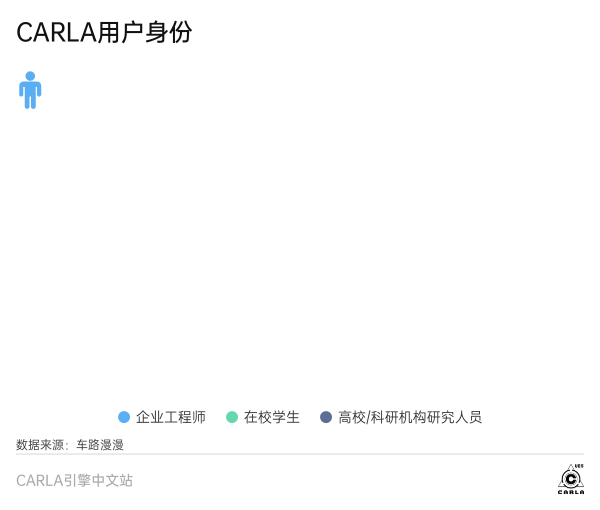 CARLA用户身份
企业工程师 在校学生 高校/科研机构研究人员
数据来源：车路漫漫
CARLA引擎中文站
UE5
CARLA